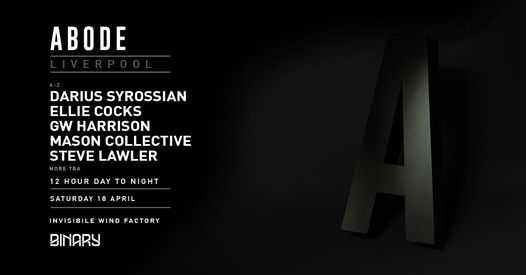 ABODE
LIVERPOOL
A-Z
DARIUS SYROSSIAN
ELLIE COCKS
GW HARRISON
MASON COLLECTIVE
STEVE LAWLER
MORE TBA
12 HOUR DAY TO NIGHT
SATURDAY 18 APRIL
INVISIBILE WIND FACTORY
BINARY
A